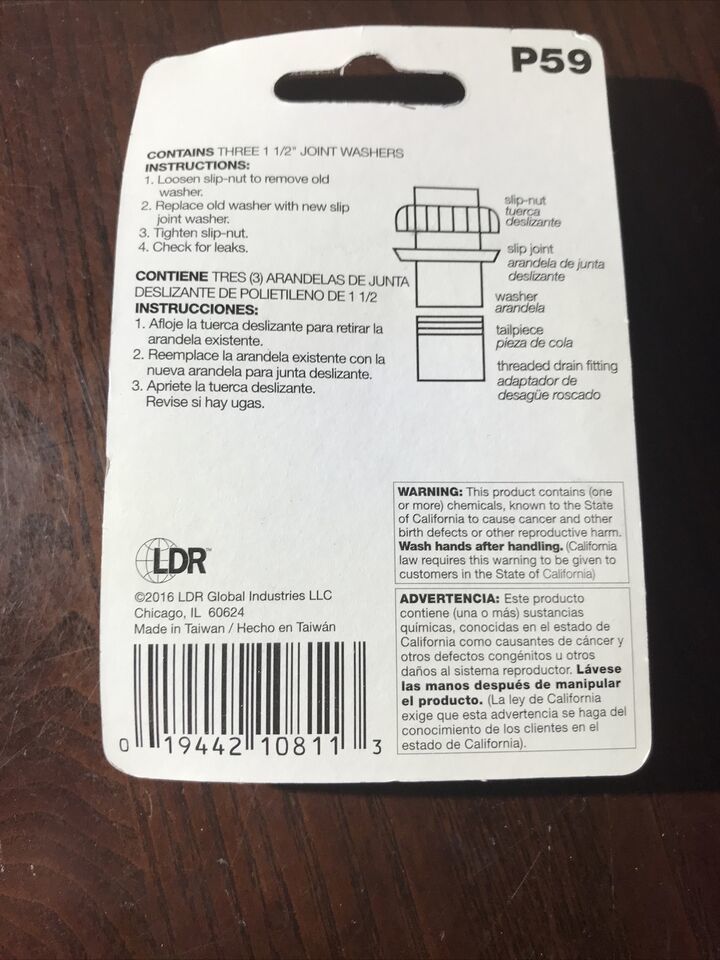 P59
CONTAINS THREE 1 1/2" JOINT WASHERS
INSTRUCTIONS:
1. Loosen slip-nut to remove old
washer.
2. Replace old washer with new slip
joint washer.
3. Tighten slip-nut.
4. Check for leaks.
CONTIENE TRES (3) ARANDELAS DE JUNTA
DESLIZANTE DE POLIETILENO DE 1 1/2
INSTRUCCIONES:
1. Afloje la tuerca deslizante para retirar la
arandela existente.
2. Reemplace la arandela existente con la
nueva arandela para junta deslizante.
3. Apriete la tuerca deslizante.
Revise si hay ugas.
slip-nut
tuerca
deslizante
slip joint
arandela de junta
deslizante
washer
arandela
tailpiece
pieza de cola
threaded drain fitting
adaptador de
desagüe roscado
WARNING: This product contains (one
or more) chemicals, known to the State
of California to cause cancer and other
birth defects or other reproductive harm.
Wash hands after handling. (California
law requires this warning to be given to
customers in the State of California)
ADVERTENCIA: Este producto
contiene (una o más) sustancias
químicas, conocidas en el estado de
California como causantes de cáncer y
otros defectos congénitos u otros
daños al sistema reproductor. Lávese
las manos después de manipular
el producto. (La ley de California
exige que esta advertencia se haga del
conocimiento de los clientes en el
estado de California).
LDR™
©2016 LDR Global Industries LLC
Chicago, IL 60624
Made in Taiwan / Hecho en Taiwán
0 19442 10811 3